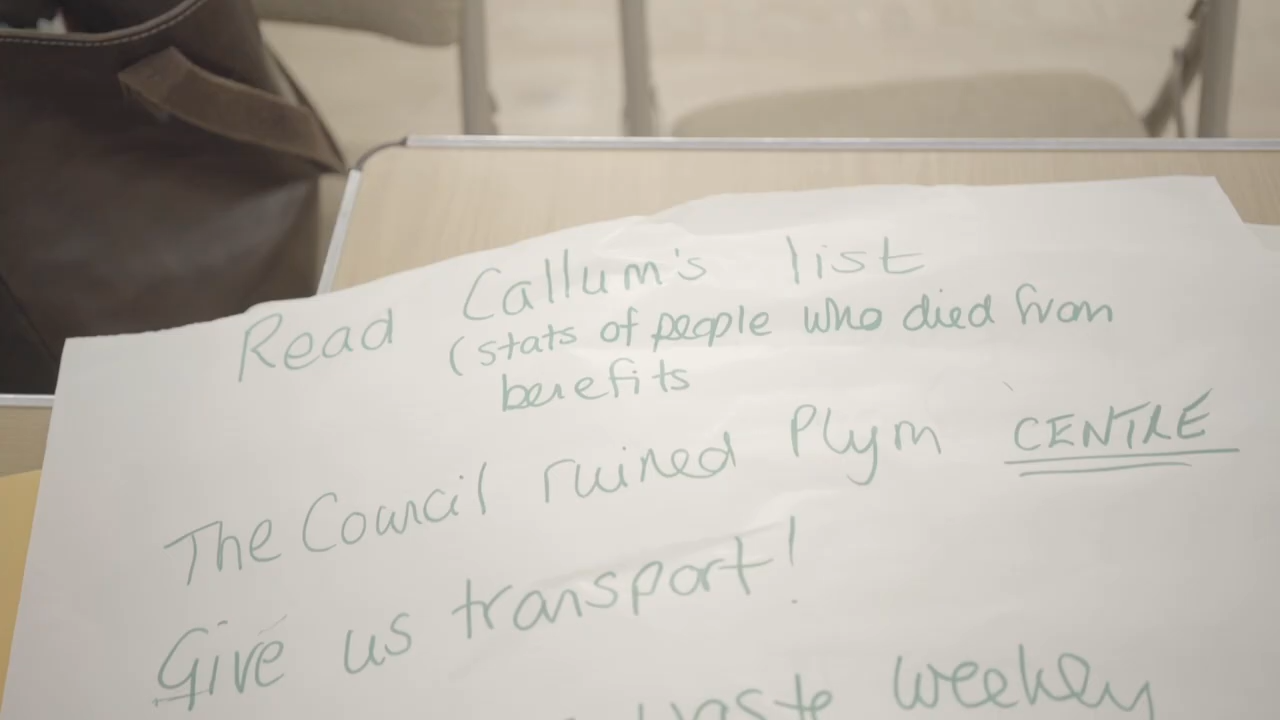 Read Callum's list
(stats of people who died from
benefits
The Council ruined Plym CENTRE
Give us transport!
waste weekly